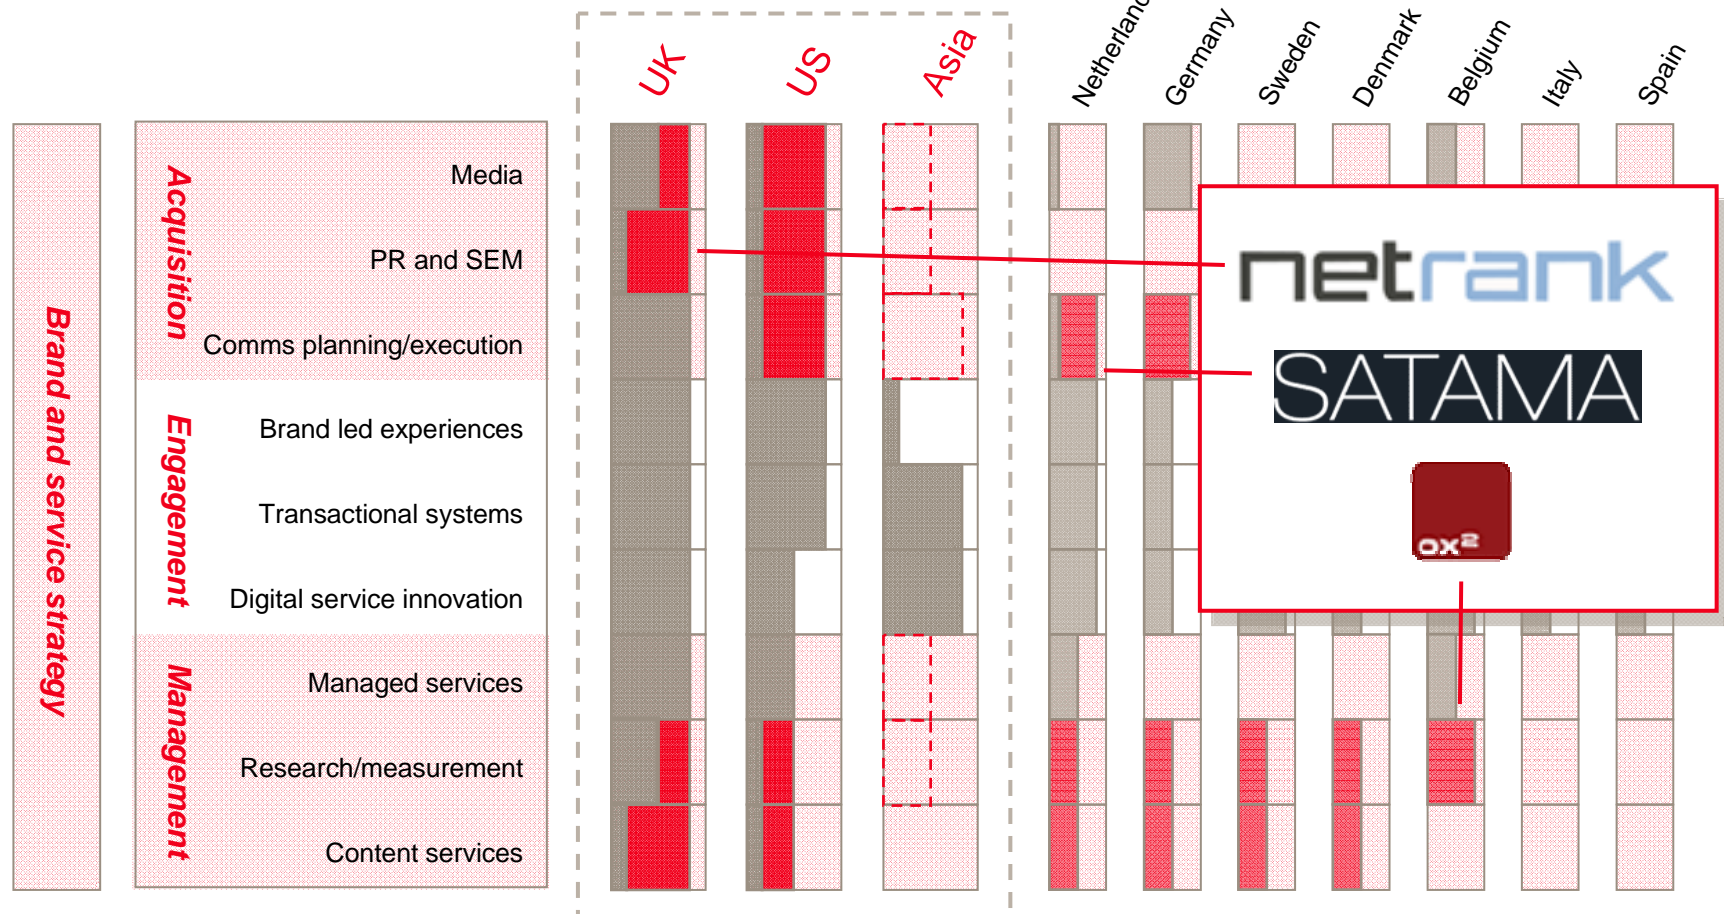 UK
US
Asia
Netherland
Germany
Sweden
Denmark
Belgium
Italy
Spain
Brand and service strategy
Acquisition
Media
PR and SEM
Comms planning/execution
Engagement
Brand led experiences
Transactional systems
Digital service innovation
Management
Managed services
Research/measurement
Content services
netrank
SATAMA
ox²